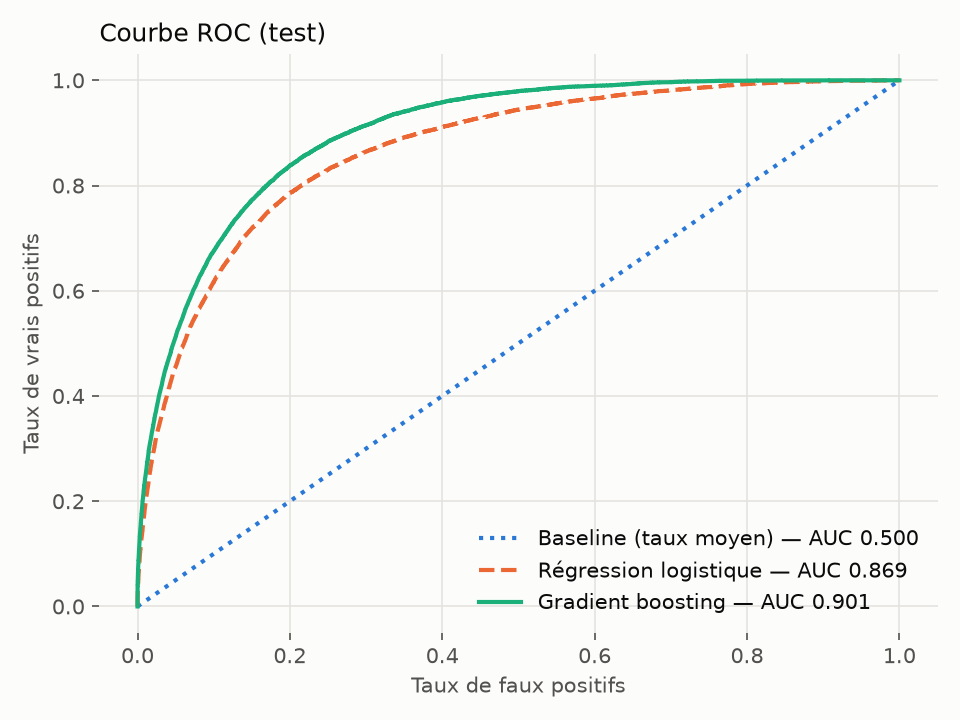 Courbe ROC (test)
Taux de vrais positifs
1.0
0.8
0.6
0.4
0.2
0.0
Baseline (taux moyen) — AUC 0.500
Régression logistique — AUC 0.869
Gradient boosting — AUC 0.901
0.0 0.2 0.4 0.6 0.8 1.0
Taux de faux positifs